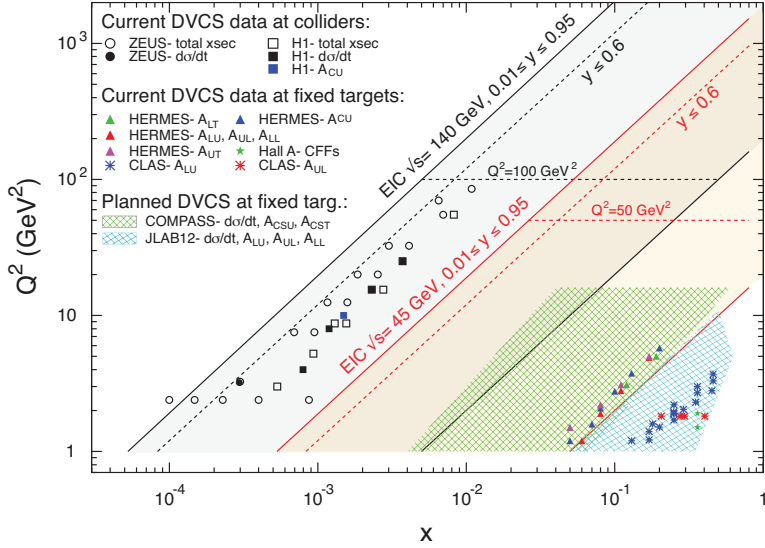 Current DVCS data at colliders:
ZEUS- total xsec
H1- total xsec
ZEUS- dσ/dt
H1- dσ/dt
H1- A_CU
Current DVCS data at fixed targets:
HERMES- A_LT
HERMES- A^CU
HERMES- A_LU, A_UL, A_LL
HERMES- A_UT
Hall A- CFFs
CLAS- A_LU
CLAS- A_UL
Planned DVCS at fixed targ.:
COMPASS- dσ/dt, A_CSU, A_CST
JLAB12- dσ/dt, A_LU, A_UL, A_LL
EIC √s= 140 GeV, 0.01≤ y ≤ 0.95
y ≤ 0.6
EIC √s= 45 GeV, 0.01≤ y ≤ 0.95
y ≤ 0.6
Q²=100 GeV²
Q²=50 GeV²
Q² (GeV²)
10³
10²
10
1
10⁻⁴
10⁻³
10⁻²
10⁻¹
1
x